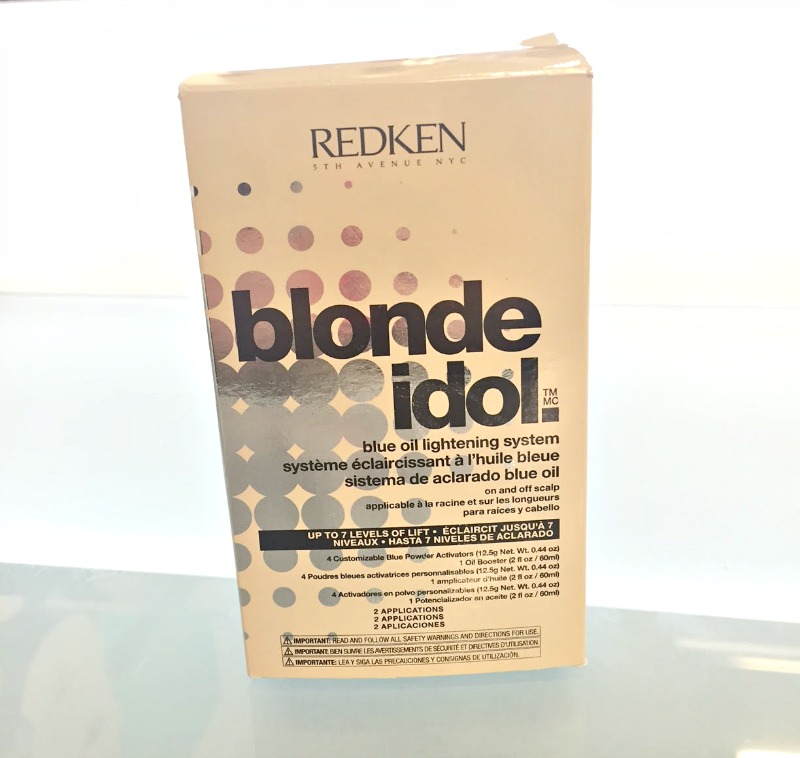 REDKEN
5TH AVENUE NYC
blonde
idol.
TM
MC
blue oil lightening system
système éclaircissant à l'huile bleue
sistema de aclarado blue oil
on and off scalp
applicable à la racine et sur les longueurs
para raíces y cabello
UP TO 7 LEVELS OF LIFT • ÉCLAIRCIT JUSQU'À 7
NIVEAUX • HASTA 7 NIVELES DE ACLARADO
4 Customizable Blue Powder Activators (12.5g Net. Wt. 0.44 oz)
1 Oil Booster (2 fl oz / 60ml)
4 Poudres bleues activatrices personnalisables (12.5g Net. Wt. 0.44 oz)
1 amplicateur d'huile (2 fl oz / 60ml)
4 Activadores en polvo personalizables (12.5g Net. Wt. 0.44 oz)
1 Potencializador en aceite (2 fl oz / 60ml)
2 APPLICATIONS
2 APPLICATIONS
2 APLICACIONES
IMPORTANT: READ AND FOLLOW ALL SAFETY WARNINGS AND DIRECTIONS FOR USE.
IMPORTANT: BIEN SUIVRE LES AVERTISSEMENTS DE SÉCURITÉ ET DIRECTIVES D'UTILISATION.
IMPORTANTE: LEA Y SIGA LAS PRECAUCIONES Y CONSIGNAS DE UTILIZACIÓN.